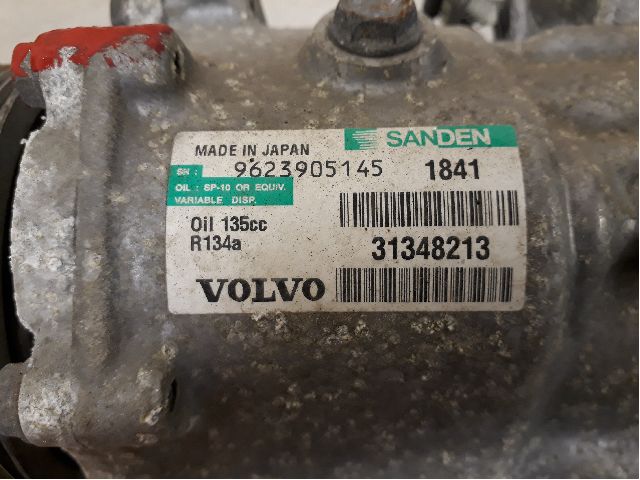 MADE IN JAPAN
SANDEN
SN : 9623905145 1841
OIL : SP-10 OR EQUIV.
VARIABLE DISP.
Oil 135cc
R134a
31348213
VOLVO